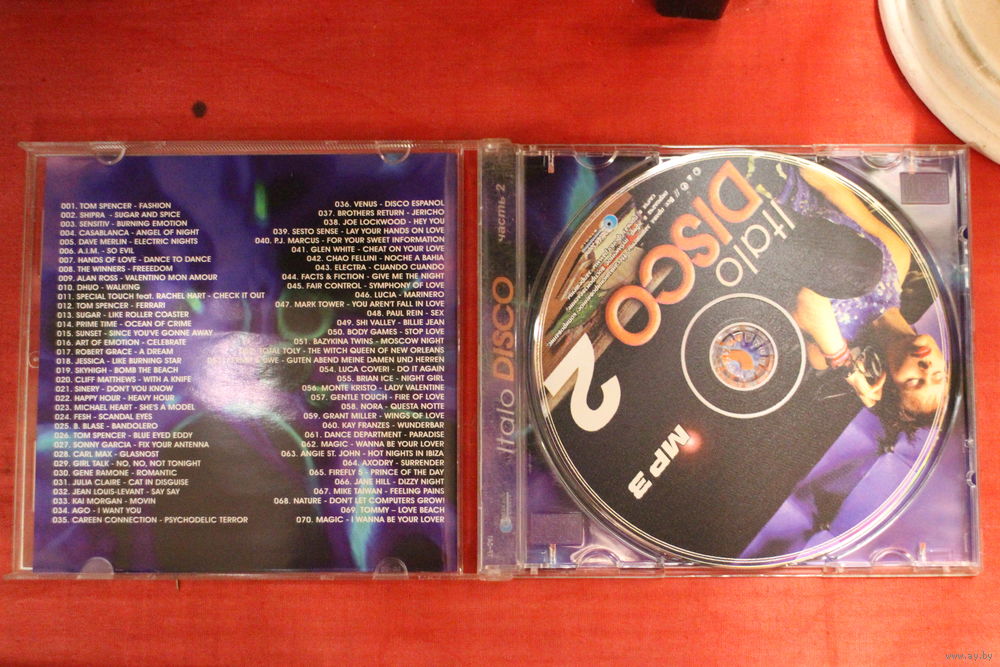 001. TOM SPENCER - FASHION
002. SHIPRA - SUGAR AND SPICE
003. SENSITIV - BURNING EMOTION
004. CASABLANCA - ANGEL OF NIGHT
005. DAVE MERLIN - ELECTRIC NIGHTS
006. A.I.M. - SO EVIL
007. HANDS OF LOVE - DANCE TO DANCE
008. THE WINNERS - FREEEDOM
009. ALAN ROSS - VALENTINO MON AMOUR
010. DHUO - WALKING
011. SPECIAL TOUCH feat. RACHEL HART - CHECK IT OUT
012. TOM SPENCER - FERRARI
013. SUGAR - LIKE ROLLER COASTER
014. PRIME TIME - OCEAN OF CRIME
015. SUNSET - SINCE YOU'VE GONNE AWAY
016. ART OF EMOTION - CELEBRATE
017. ROBERT GRACE - A DREAM
018. JESSICA - LIKE BURNING STAR
019. SKYHIGH - BOMB THE BEACH
020. CLIFF MATTHEWS - WITH A KNIFE
021. SINERY - DON'T YOU KNOW
022. HAPPY HOUR - HEAVY HOUR
023. MICHAEL HEART - SHE'S A MODEL
024. FESH - SCANDAL EYES
025. B. BLASE - BANDOLERO
026. TOM SPENCER - BLUE EYED EDDY
027. SONNY GARCIA - FIX YOUR ANTENNA
028. CARL MAX - GLASNOST
029. GIRL TALK - NO, NO, NOT TONIGHT
030. GENE RAMONE - ROMANTIC
031. JULIA CLAIRE - CAT IN DISGUISE
032. JEAN LOUIS-LEVANT - SAY SAY
033. KAI MORGAN - MOVIN
034. AGO - I WANT YOU
035. CAREEN CONNECTION - PSYCHODELIC TERROR
036. VENUS - DISCO ESPANOL
037. BROTHERS RETURN - JERICHO
038. JOE LOCKWOOD - HEY YOU
039. SESTO SENSE - LAY YOUR HANDS ON LOVE
040. P.J. MARCUS - FOR YOUR SWEET INFORMATION
041. GLEN WHITE - CHEAT ON YOUR LOVE
042. CHAO FELLINI - NOCHE A BAHIA
043. ELECTRA - CUANDO CUANDO
044. FACTS & FICTION - GIVE ME THE NIGHT
045. FAIR CONTROL - SYMPHONY OF LOVE
046. LUCIA - MARINERO
047. MARK TOWER - YOU ARENT FALL IN LOVE
048. PAUL REIN - SEX
049. SHI VALLEY - BILLIE JEAN
050. BODY GAMES - STOP LOVE
051. BAZYKINA TWINS - MOSCOW NIGHT
TOTAL TOLY - THE WITCH QUEEN OF NEW ORLEANS
UWE - GUTEN ABEND MEINE DAMEN UND HERREN
054. LUCA COVERI - DO IT AGAIN
055. BRIAN ICE - NIGHT GIRL
056. MONTE KRISTO - LADY VALENTINE
057. GENTLE TOUCH - FIRE OF LOVE
058. NORA - QUESTA NOTTE
059. GRANT MILLER - WINGS OF LOVE
060. KAY FRANZES - WUNDERBAR
061. DANCE DEPARTMENT - PARADISE
062. MAGIC - WANNA BE YOUR LOVER
063. ANGIE ST. JOHN - HOT NIGHTS IN IBIZA
064. AXODRY - SURRENDER
065. FIREFLY 5 - PRINCE OF THE DAY
066. JANE HILL - DIZZY NIGHT
067. MIKE TAIWAN - FEELING PAINS
068. NATURE - DON'T LET COMPUTERS GROW!
069. TOMMY – LOVE BEACH
070. MAGIC - I WANNA BE YOUR LOVER
Italo DISCO часть 2
Italo
DISCO
2
MP3
www.ay.by